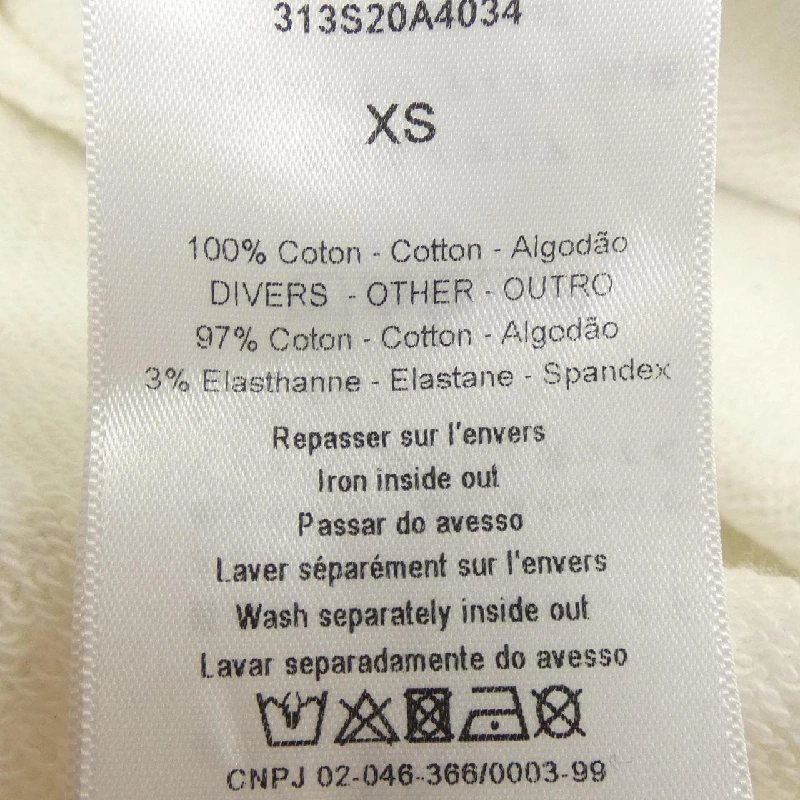 313S20A4034
XS
100% Coton - Cotton - Algodão
DIVERS - OTHER - OUTRO
97% Coton - Cotton - Algodão
3% Elasthanne - Elastane - Spandex
Repasser sur l'envers
Iron inside out
Passar do avesso
Laver séparément sur l'envers
Wash separately inside out
Lavar separadamente do avesso
CNPJ 02-046-366/0003-99